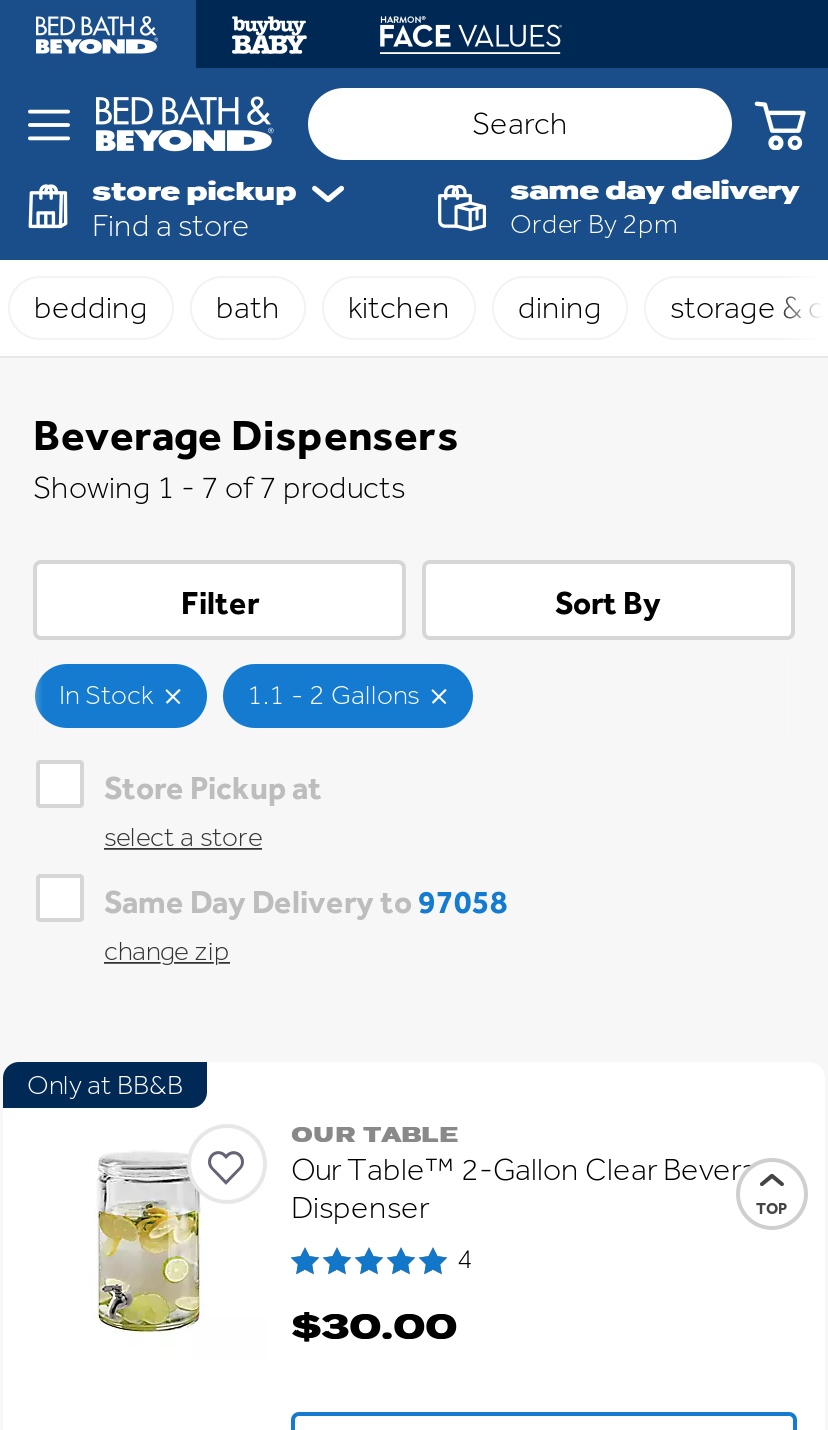 BED BATH &
BEYOND®
buybuy
BABY
HARMON®
FACE VALUES
BED BATH &
BEYOND®
Search
store pickup
Find a store
same day delivery
Order By 2pm
bedding
bath
kitchen
dining
storage &
Beverage Dispensers
Showing 1 - 7 of 7 products
Filter
Sort By
In Stock ×
1.1 - 2 Gallons ×
Store Pickup at
select a store
Same Day Delivery to 97058
change zip
Only at BB&B
OUR TABLE
Our Table™ 2-Gallon Clear
Dispenser
TOP
4
$30.00